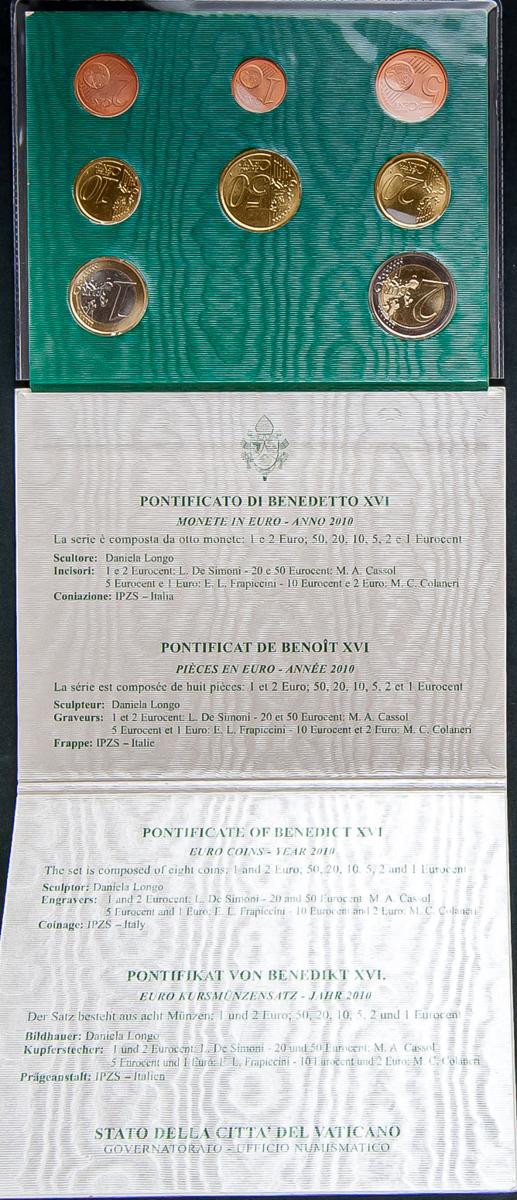 2 CENT
1
5 CENT
10
50 CENT
20
1
2
PONTIFICATO DI BENEDETTO XVI
MONETE IN EURO - ANNO 2010
La serie è composta da otto monete: 1 e 2 Euro; 50, 20, 10, 5, 2 e 1 Eurocent
Scultore: Daniela Longo
Incisori: 1 e 2 Eurocent: L. De Simoni - 20 e 50 Eurocent: M. A. Cassol
5 Eurocent e 1 Euro: E. L. Frapiccini - 10 Eurocent e 2 Euro: M. C. Colaneri
Coniazione: IPZS – Italia
PONTIFICAT DE BENOÎT XVI
PIÈCES EN EURO - ANNÉE 2010
La série est composée de huit pièces: 1 et 2 Euro; 50, 20, 10, 5, 2 et 1 Eurocent
Sculpteur: Daniela Longo
Graveurs: 1 et 2 Eurocent: L. De Simoni - 20 et 50 Eurocent: M. A. Cassol
5 Eurocent et 1 Euro: E. L. Frapiccini - 10 Eurocent et 2 Euro: M. C. Colaneri
Frappe: IPZS – Italie
PONTIFICATE OF BENEDICT XVI
EURO COINS - YEAR 2010
The set is composed of eight coins: 1 and 2 Euro; 50, 20, 10. 5, 2 and 1 Eurocent
Sculptor: Daniela Longo
Engravers: 1 and 2 Eurocent: L. De Simoni - 20 and 50 Eurocent M. A. Cassol
5 Eurocent and 1 Euro: E. L. Frapiccini - 10 Eurocent and 2 Euro: M. C. Colaneri
Coinage: IPZS – Italy
PONTIFIKAT VON BENEDIKT XVI.
EURO KURSMÜNZENSATZ - JAHR 2010
Der Satz besteht aus acht Münzen: 1 und 2 Euro; 50, 20, 10, 5, 2 und 1 Eurocent
Bildhauer: Daniela Longo
Kupferstecher: 1 und 2 Eurocent: L. De Simoni - 20 und 50 Eurocent: M. A. Cassol
5 Eurocent und 1 Euro: E. L. Frapiccini - 10 Eurocent und 2 Euro: M. C. Colaneri
Prägeanstalt: IPZS – Italien
STATO DELLA CITTA' DEL VATICANO
GOVERNATORATO - UFFICIO NUMISMATICO